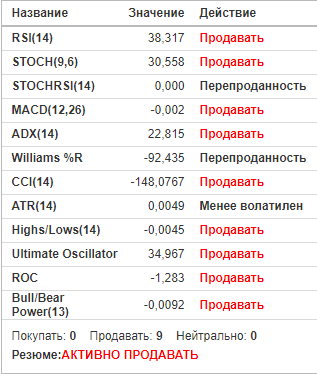 Название Значение Действие
RSI(14) 38,317 Продавать
STOCH(9,6) 30,558 Продавать
STOCHRSI(14) 0,000 Перепроданность
MACD(12,26) -0,002 Продавать
ADX(14) 22,815 Продавать
Williams %R -92,435 Перепроданность
CCI(14) -148,0767 Продавать
ATR(14) 0,0049 Менее волатилен
Highs/Lows(14) -0,0045 Продавать
Ultimate Oscillator 34,967 Продавать
ROC -1,283 Продавать
Bull/Bear
Power(13) -0,0092 Продавать
Покупать: 0 Продавать: 9 Нейтрально: 0
Резюме:АКТИВНО ПРОДАВАТЬ